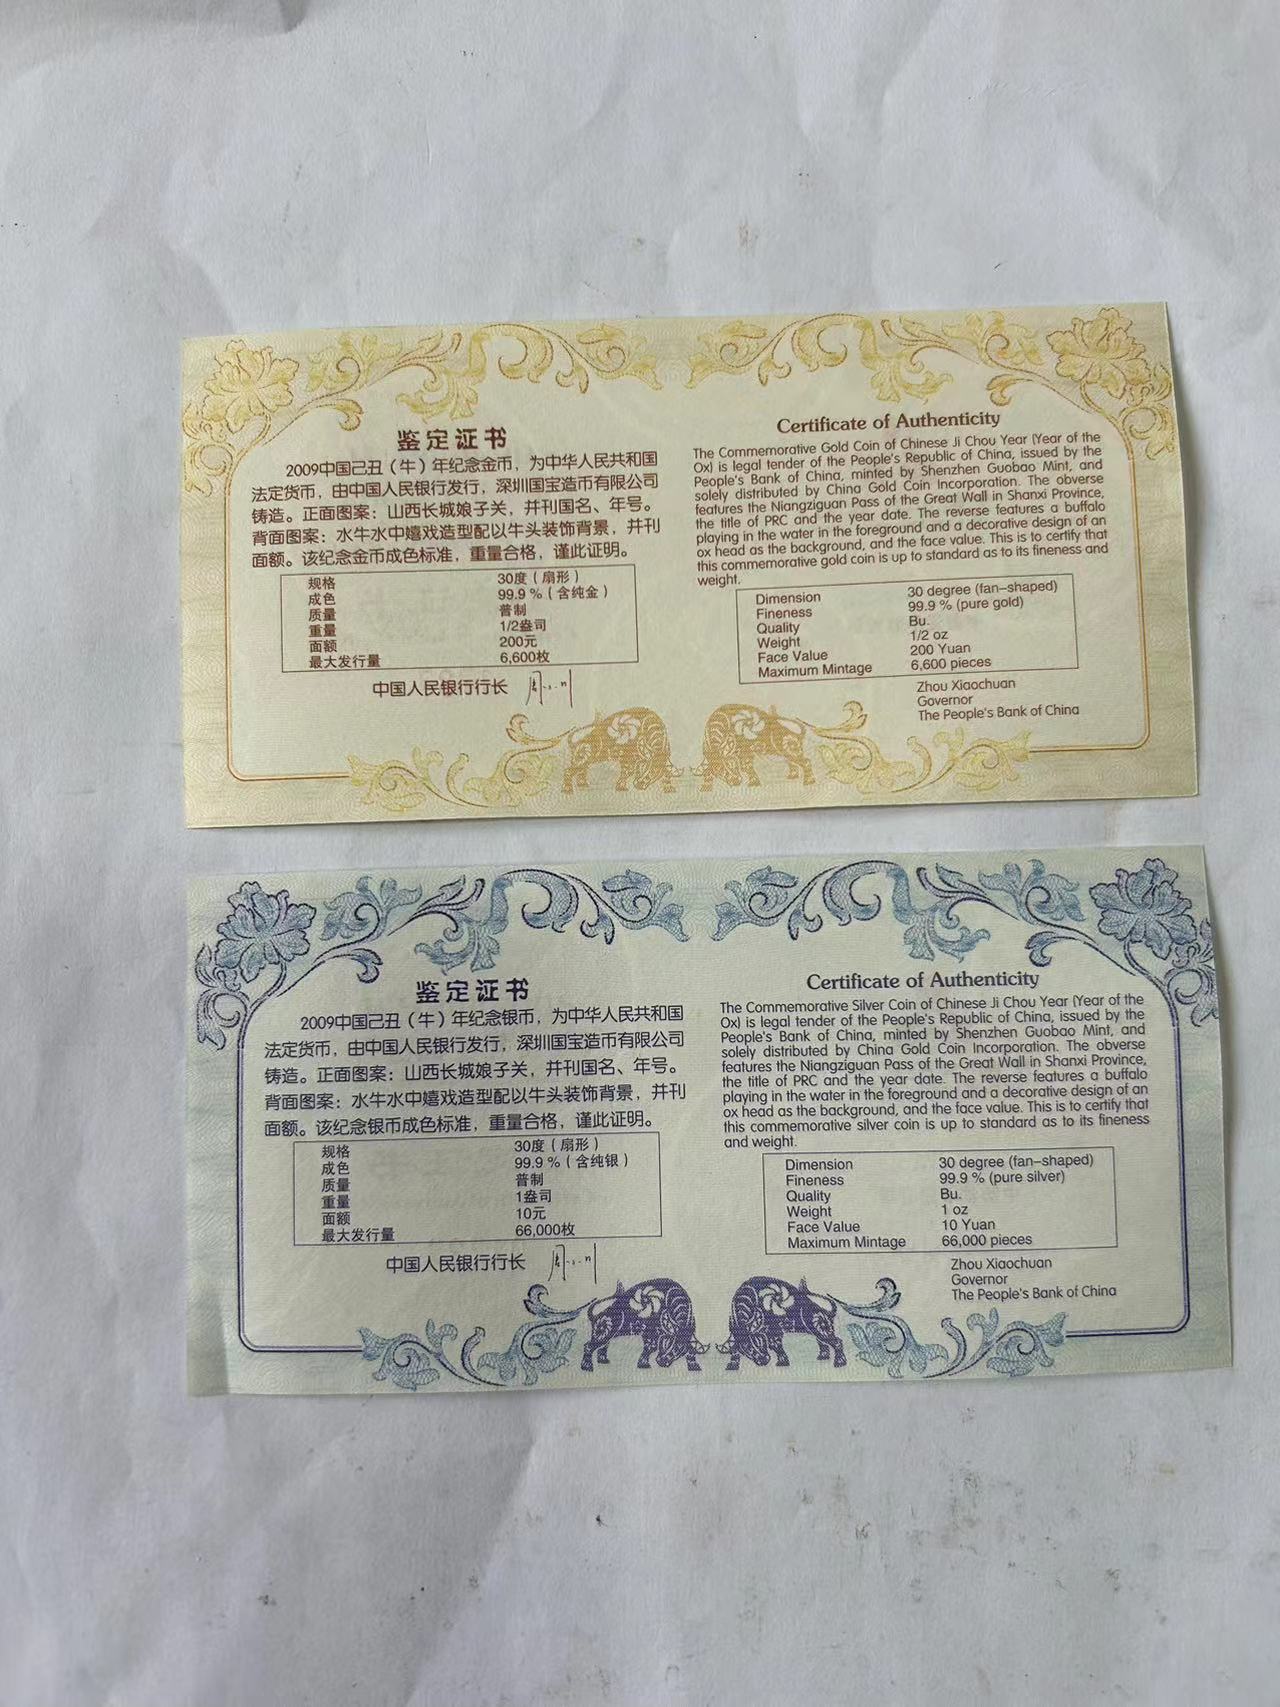 鉴定证书
2009中国己丑（牛）年纪念金币，为中华人民共和国
法定货币，由中国人民银行发行，深圳国宝造币有限公司
铸造。正面图案：山西长城娘子关，并刊国名、年号。
背面图案：水牛水中嬉戏造型配以牛头装饰背景，并刊
面额。该纪念金币成色标准，重量合格，谨此证明。
规格 30度（扇形）
成色 99.9％（含纯金）
质量 普制
重量 1/2盎司
面额 200元
最大发行量 6,600枚
中国人民银行行长
Certificate of Authenticity
The Commemorative Gold Coin of Chinese Ji Chou Year (Year of the
Ox) is legal tender of the People's Republic of China, issued by the
People's Bank of China, minted by Shenzhen Guobao Mint, and
solely distributed by China Gold Coin Incorporation. The obverse
features the Niangziguan Pass of the Great Wall in Shanxi Province,
the title of PRC and the year date. The reverse features a buffalo
playing in the water in the foreground and a decorative design of an
ox head as the background, and the face value. This is to certify that
this commemorative gold coin is up to standard as to its fineness and
weight.
Dimension 30 degree (fan-shaped)
Fineness 99.9 % (pure gold)
Quality Bu.
Weight 1/2 oz
Face Value 200 Yuan
Maximum Mintage 6,600 pieces
Zhou Xiaochuan
Governor
The People's Bank of China
鉴定证书
2009中国己丑（牛）年纪念银币，为中华人民共和国
法定货币，由中国人民银行发行，深圳国宝造币有限公司
铸造。正面图案：山西长城娘子关，并刊国名、年号。
背面图案：水牛水中嬉戏造型配以牛头装饰背景，并刊
面额。该纪念银币成色标准，重量合格，谨此证明。
规格 30度（扇形）
成色 99.9％（含纯银）
质量 普制
重量 1盎司
面额 10元
最大发行量 66,000枚
中国人民银行行长
Certificate of Authenticity
The Commemorative Silver Coin of Chinese Ji Chou Year (Year of the
Ox) is legal tender of the People's Republic of China, issued by the
People's Bank of China, minted by Shenzhen Guobao Mint, and
solely distributed by China Gold Coin Incorporation. The obverse
features the Niangziguan Pass of the Great Wall in Shanxi Province,
the title of PRC and the year date. The reverse features a buffalo
playing in the water in the foreground and a decorative design of an
ox head as the background, and the face value. This is to certify that
this commemorative silver coin is up to standard as to its fineness
and weight.
Dimension 30 degree (fan-shaped)
Fineness 99.9 % (pure silver)
Quality Bu.
Weight 1 oz
Face Value 10 Yuan
Maximum Mintage 66,000 pieces
Zhou Xiaochuan
Governor
The People's Bank of China